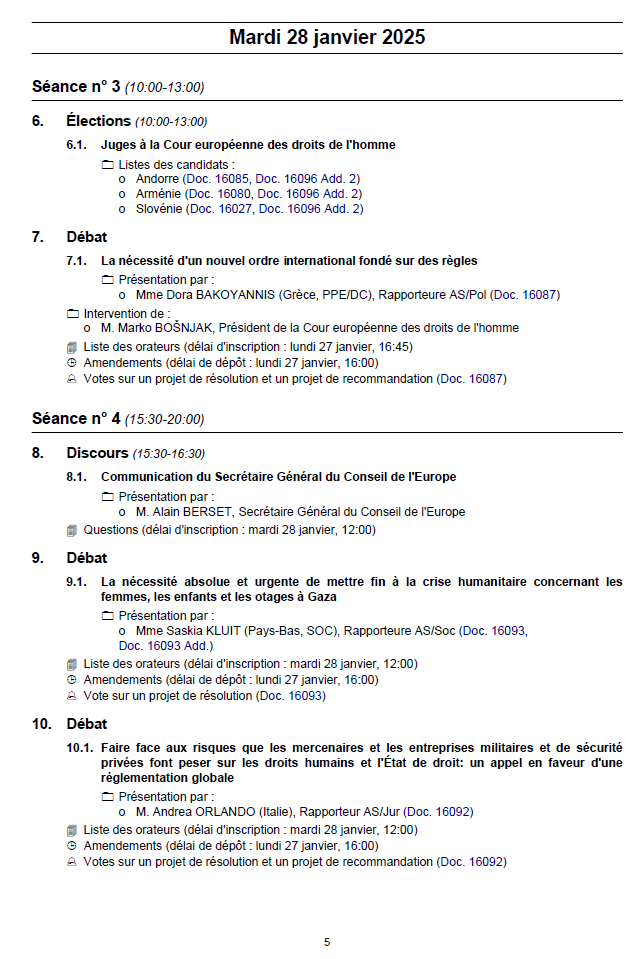 Mardi 28 janvier 2025
Séance n° 3 (10:00-13:00)
6. Élections (10:00-13:00)
6.1. Juges à la Cour européenne des droits de l'homme
Listes des candidats :
o Andorre (Doc. 16085, Doc. 16096 Add. 2)
o Arménie (Doc. 16080, Doc. 16096 Add. 2)
o Slovénie (Doc. 16027, Doc. 16096 Add. 2)
7. Débat
7.1. La nécessité d'un nouvel ordre international fondé sur des règles
Présentation par :
o Mme Dora BAKOYANNIS (Grèce, PPE/DC), Rapporteure AS/Pol (Doc. 16087)
Intervention de :
o M. Marko BOŠNJAK, Président de la Cour européenne des droits de l'homme
Liste des orateurs (délai d'inscription : lundi 27 janvier, 16:45)
Amendements (délai de dépôt : lundi 27 janvier, 16:00)
Votes sur un projet de résolution et un projet de recommandation (Doc. 16087)
Séance n° 4 (15:30-20:00)
8. Discours (15:30-16:30)
8.1. Communication du Secrétaire Général du Conseil de l'Europe
Présentation par :
o M. Alain BERSET, Secrétaire Général du Conseil de l'Europe
Questions (délai d'inscription : mardi 28 janvier, 12:00)
9. Débat
9.1. La nécessité absolue et urgente de mettre fin à la crise humanitaire concernant les
femmes, les enfants et les otages à Gaza
Présentation par :
o Mme Saskia KLUIT (Pays-Bas, SOC), Rapporteure AS/Soc (Doc. 16093,
Doc. 16093 Add.)
Liste des orateurs (délai d'inscription : mardi 28 janvier, 12:00)
Amendements (délai de dépôt : lundi 27 janvier, 16:00)
Vote sur un projet de résolution (Doc. 16093)
10. Débat
10.1. Faire face aux risques que les mercenaires et les entreprises militaires et de sécurité
privées font peser sur les droits humains et l'État de droit: un appel en faveur d'une
réglementation globale
Présentation par :
o M. Andrea ORLANDO (Italie), Rapporteur AS/Jur (Doc. 16092)
Liste des orateurs (délai d'inscription : mardi 28 janvier, 12:00)
Amendements (délai de dépôt : lundi 27 janvier, 16:00)
Votes sur un projet de résolution et un projet de recommandation (Doc. 16092)
5